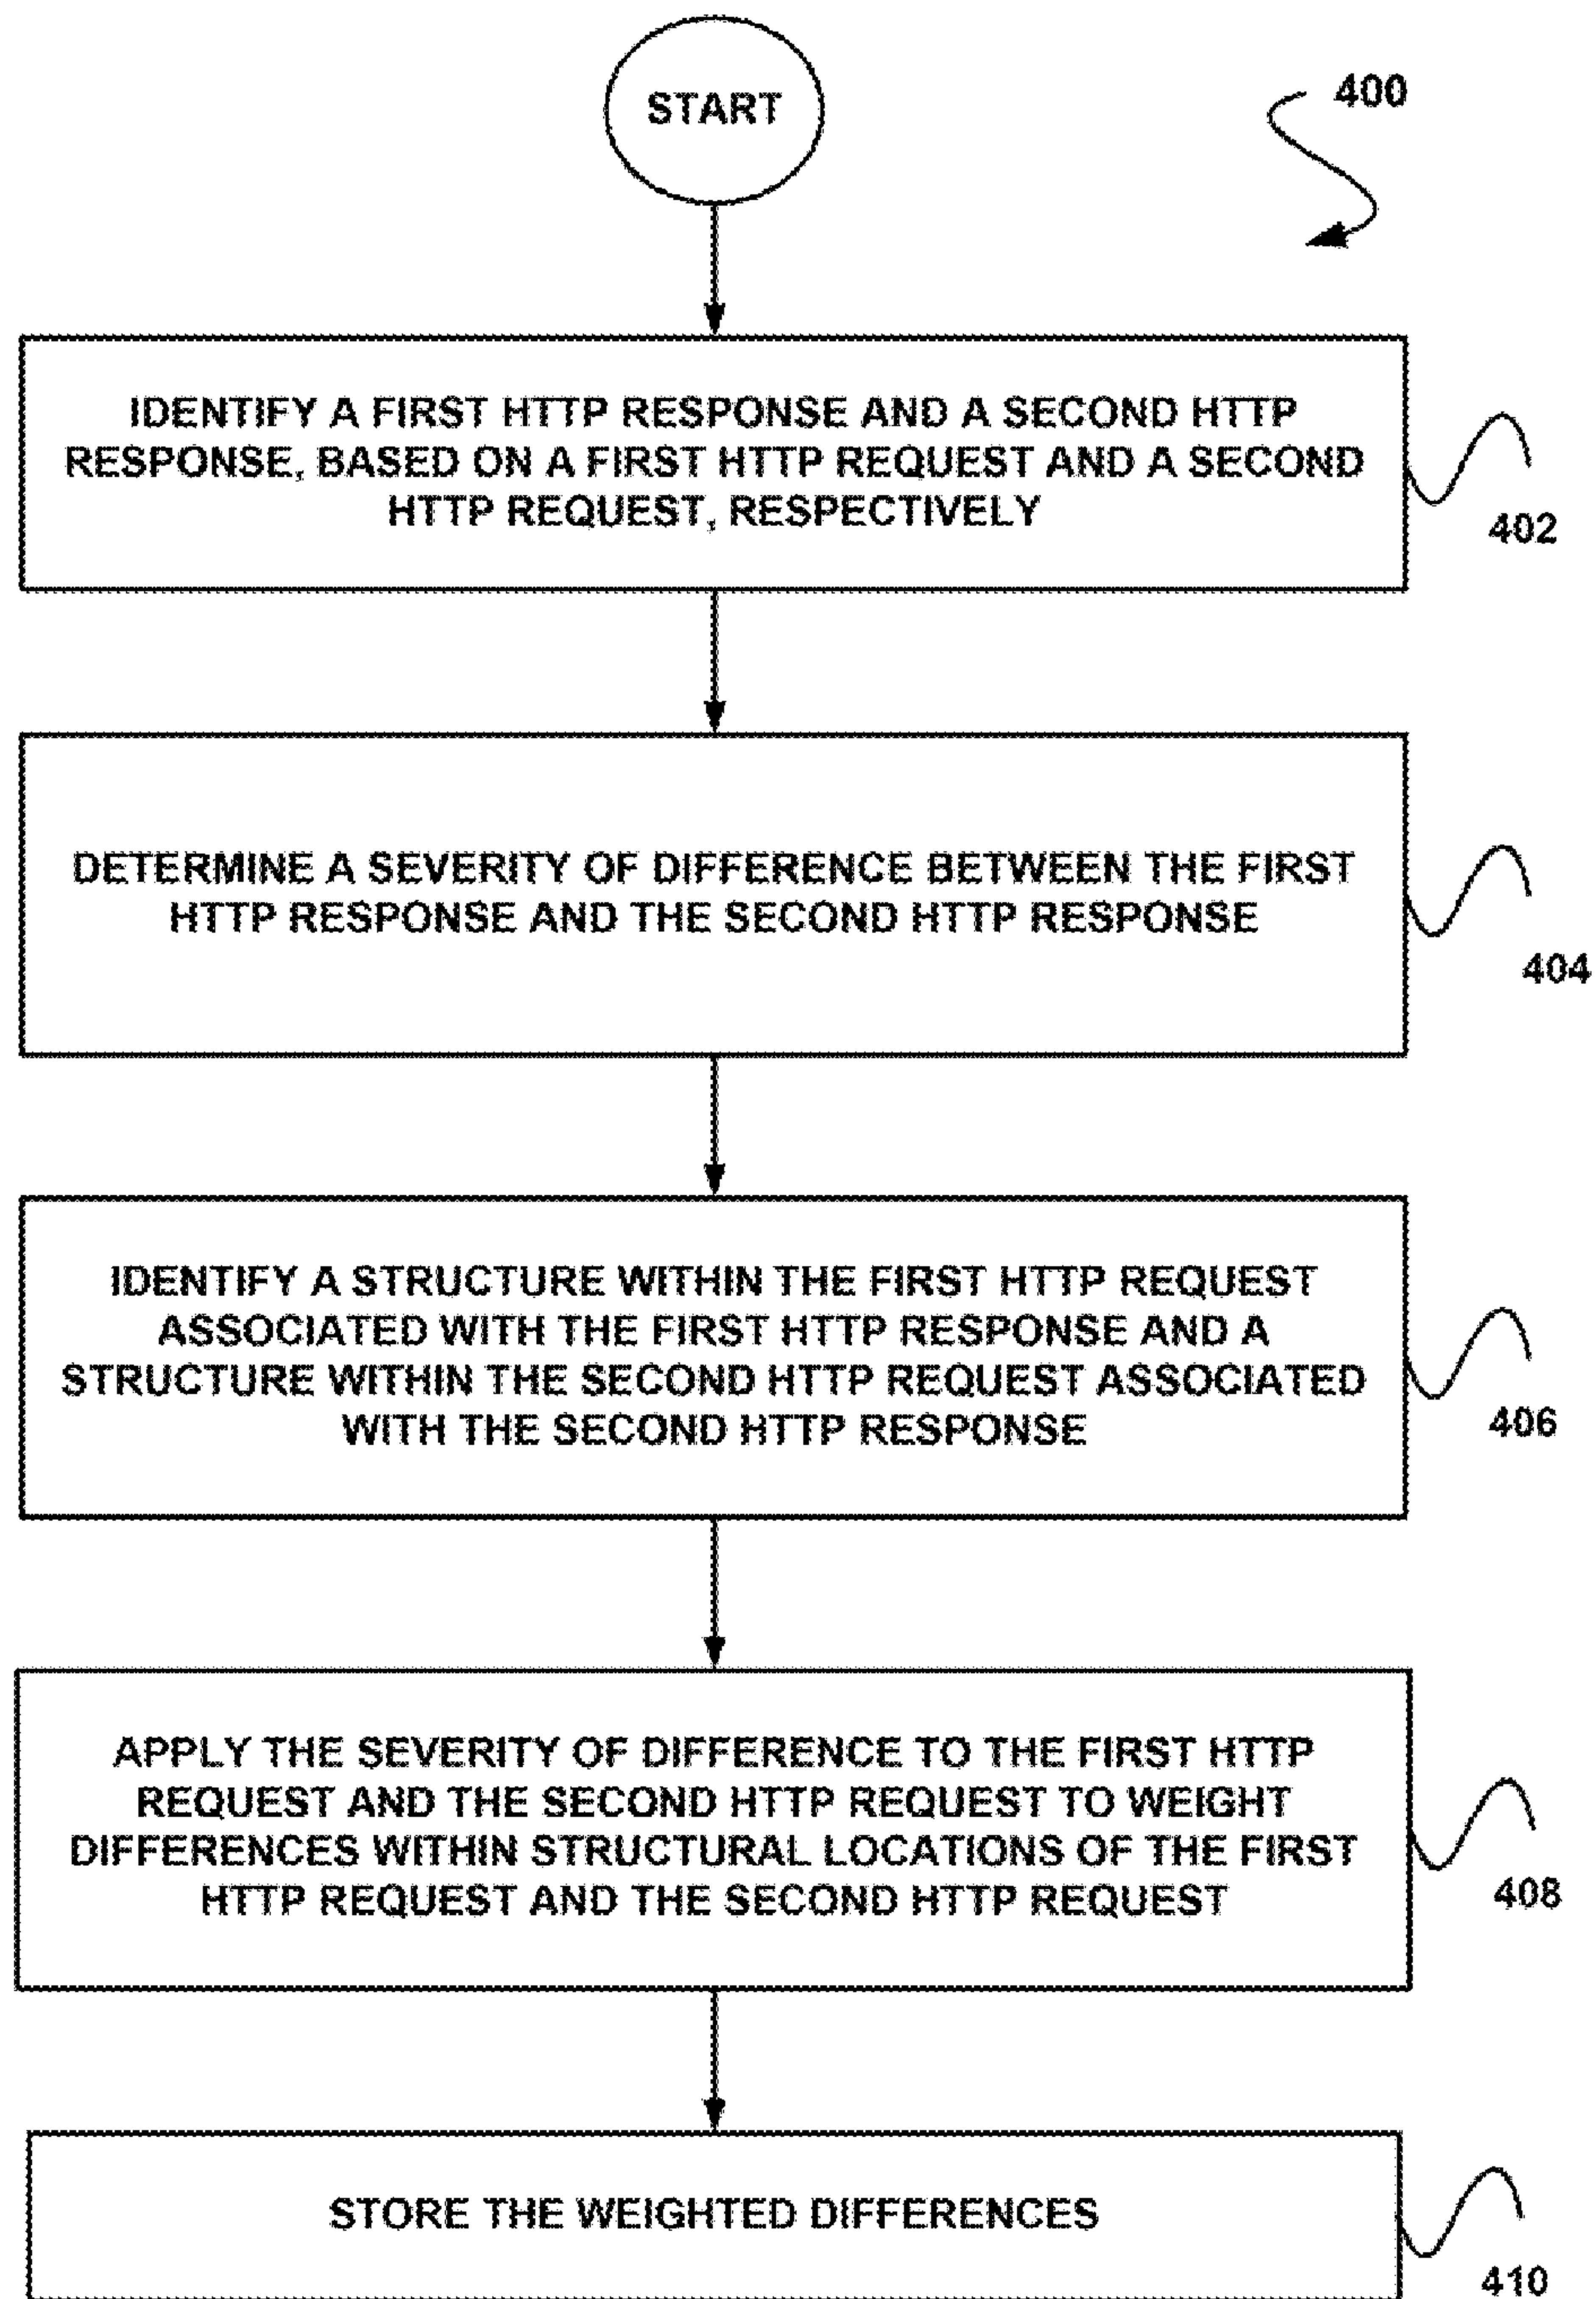 START
400
IDENTIFY A FIRST HTTP RESPONSE AND A SECOND HTTP
RESPONSE, BASED ON A FIRST HTTP REQUEST AND A SECOND
HTTP REQUEST, RESPECTIVELY
402
DETERMINE A SEVERITY OF DIFFERENCE BETWEEN THE FIRST
HTTP RESPONSE AND THE SECOND HTTP RESPONSE
404
IDENTIFY A STRUCTURE WITHIN THE FIRST HTTP REQUEST
ASSOCIATED WITH THE FIRST HTTP RESPONSE AND A
STRUCTURE WITHIN THE SECOND HTTP REQUEST ASSOCIATED
WITH THE SECOND HTTP RESPONSE
406
APPLY THE SEVERITY OF DIFFERENCE TO THE FIRST HTTP
REQUEST AND THE SECOND HTTP REQUEST TO WEIGHT
DIFFERENCES WITHIN STRUCTURAL LOCATIONS OF THE FIRST
HTTP REQUEST AND THE SECOND HTTP REQUEST
408
STORE THE WEIGHTED DIFFERENCES
410